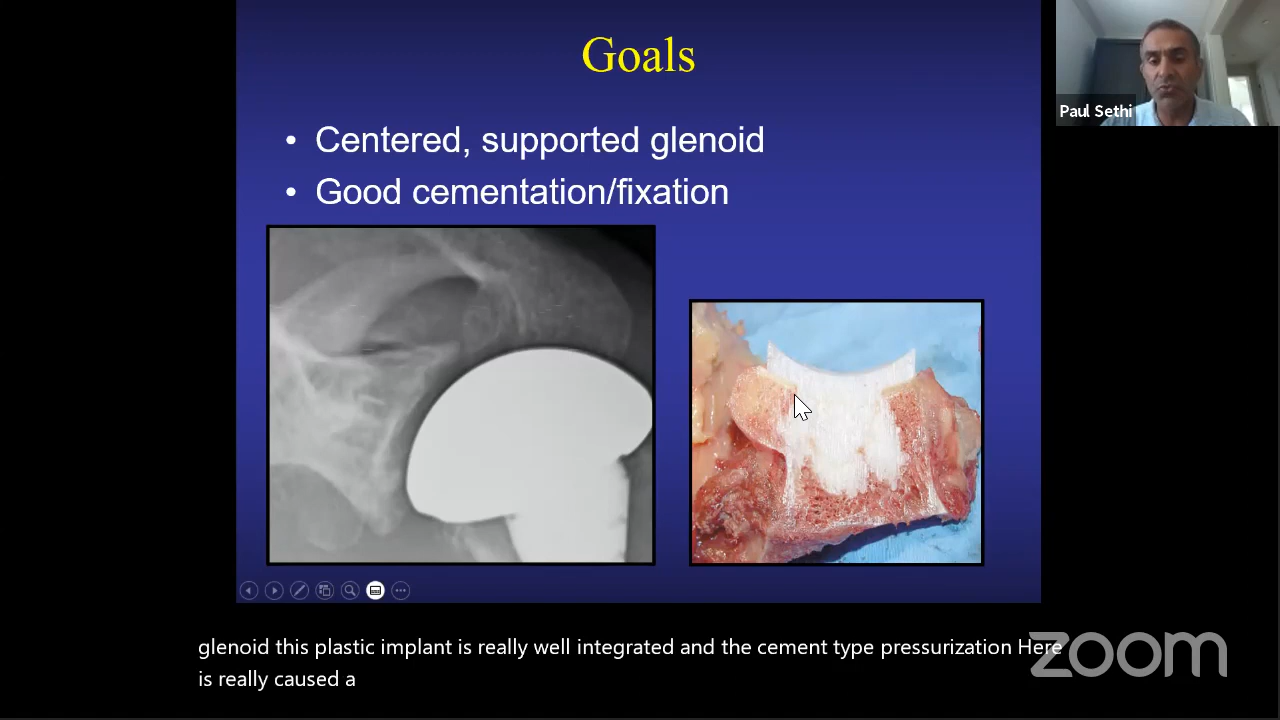 Goals
• Centered, supported glenoid
• Good cementation/fixation
Paul Sethi
glenoid this plastic implant is really well integrated and the cement type pressurization Here
is really caused a
zoom